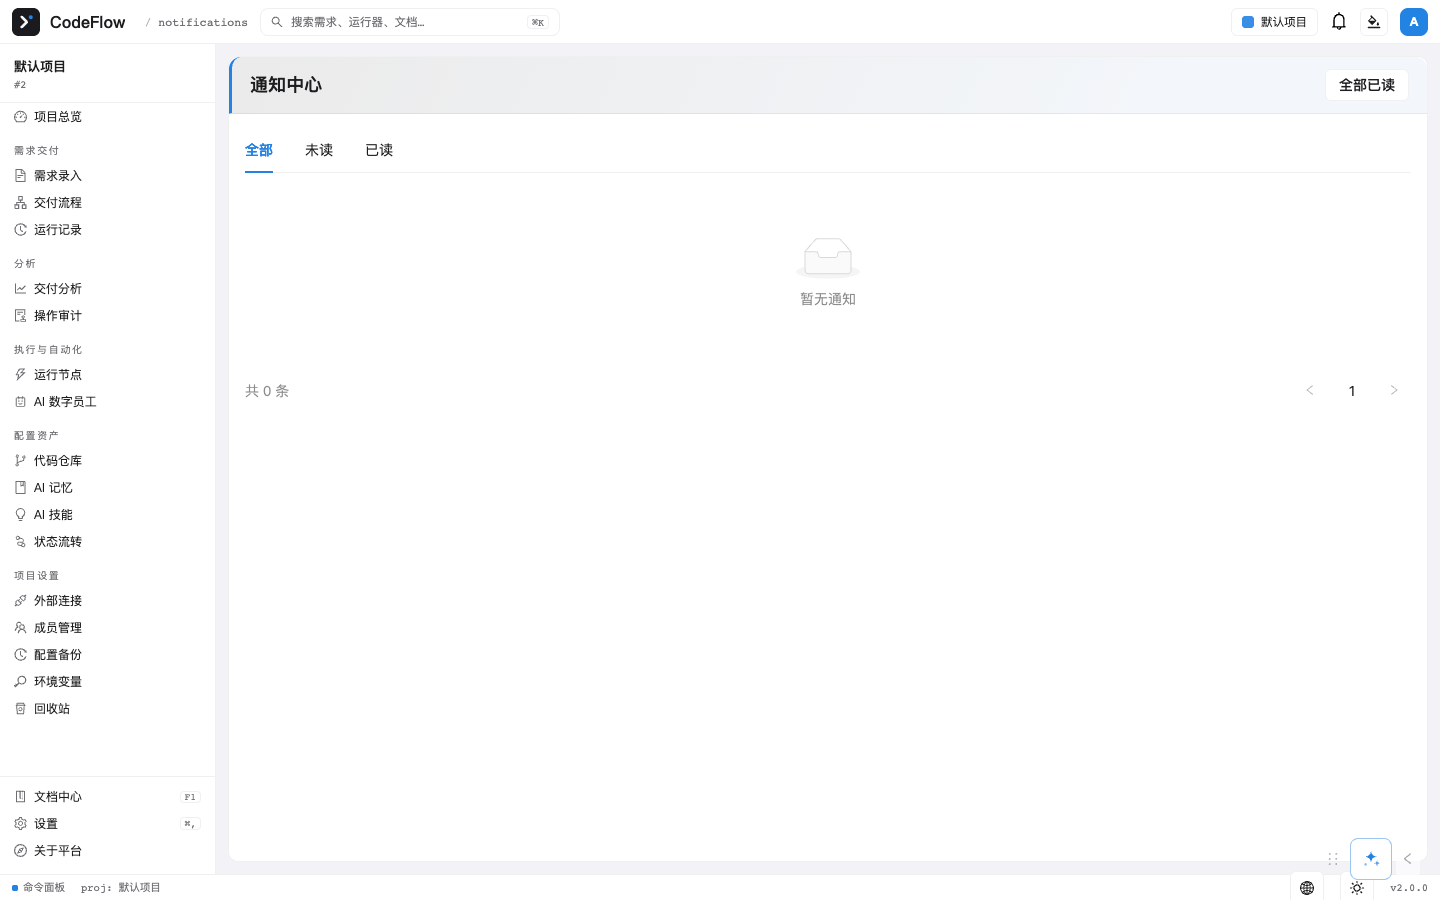 CodeFlow / notifications 搜索需求、运行器、文档... ⌘K 默认项目 A
默认项目
#2
项目总览
需求交付
需求录入
交付流程
运行记录
分析
交付分析
操作审计
执行与自动化
运行节点
AI 数字员工
配置资产
代码仓库
AI 记忆
AI 技能
状态流转
项目设置
外部连接
成员管理
配置备份
环境变量
回收站
文档中心 F1
设置 ⌘,
关于平台
通知中心 全部已读
全部 未读 已读
暂无通知
共 0 条 1
命令面板 proj: 默认项目 v2.0.0